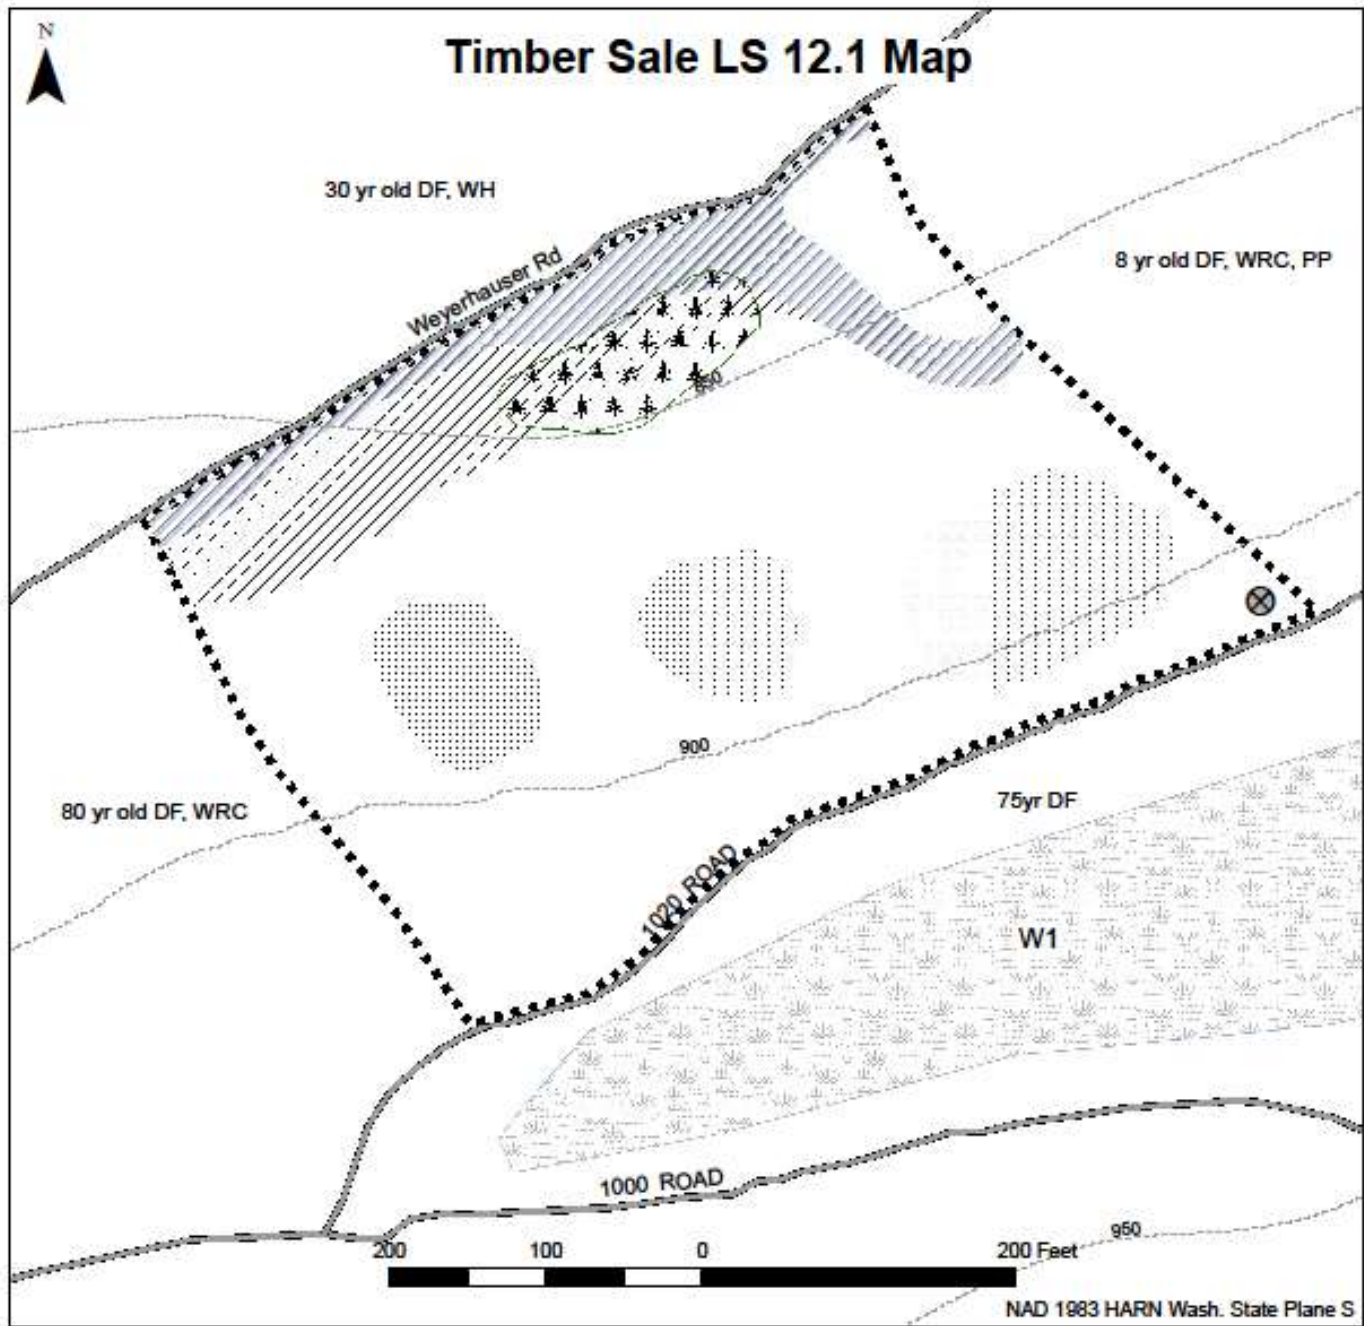 N
Timber Sale LS 12.1 Map
30 yr old DF, WH
Weyerhauser Rd
8 yr old DF, WRC, PP
850
900
80 yr old DF, WRC
75yr DF
1020 ROAD
W1
1000 ROAD
950
200 100 0 200 Feet
NAD 1983 HARN Wash. State Plane S